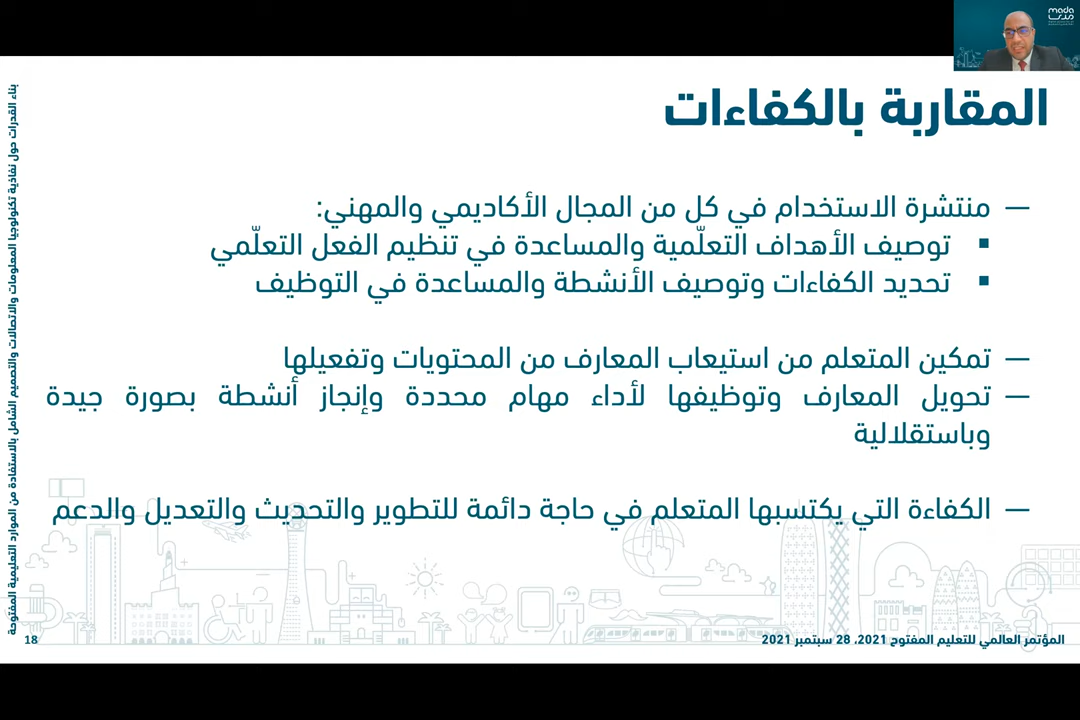 mada
مدى
المقاربة بالكفاءات
— منتشرة الاستخدام في كل من المجال الأكاديمي والمهني:
▪ توصيف الأهداف التعلّمية والمساعدة في تنظيم الفعل التعلّمي
▪ تحديد الكفاءات وتوصيف الأنشطة والمساعدة في التوظيف
— تمكين المتعلم من استيعاب المعارف من المحتويات وتفعيلها
— تحويل المعارف وتوظيفها لأداء مهام محددة وإنجاز أنشطة بصورة جيدة
وباستقلالية
— الكفاءة التي يكتسبها المتعلم في حاجة دائمة للتطوير والتحديث والتعديل والدعم
بناء القدرات حول نفاذية تكنولوجيا المعلومات والاتصالات والتصميم الشامل بالاستفادة من الموارد التعليمية المفتوحة
المؤتمر العالمي للتعليم المفتوح 2021، 28 سبتمبر 2021
18